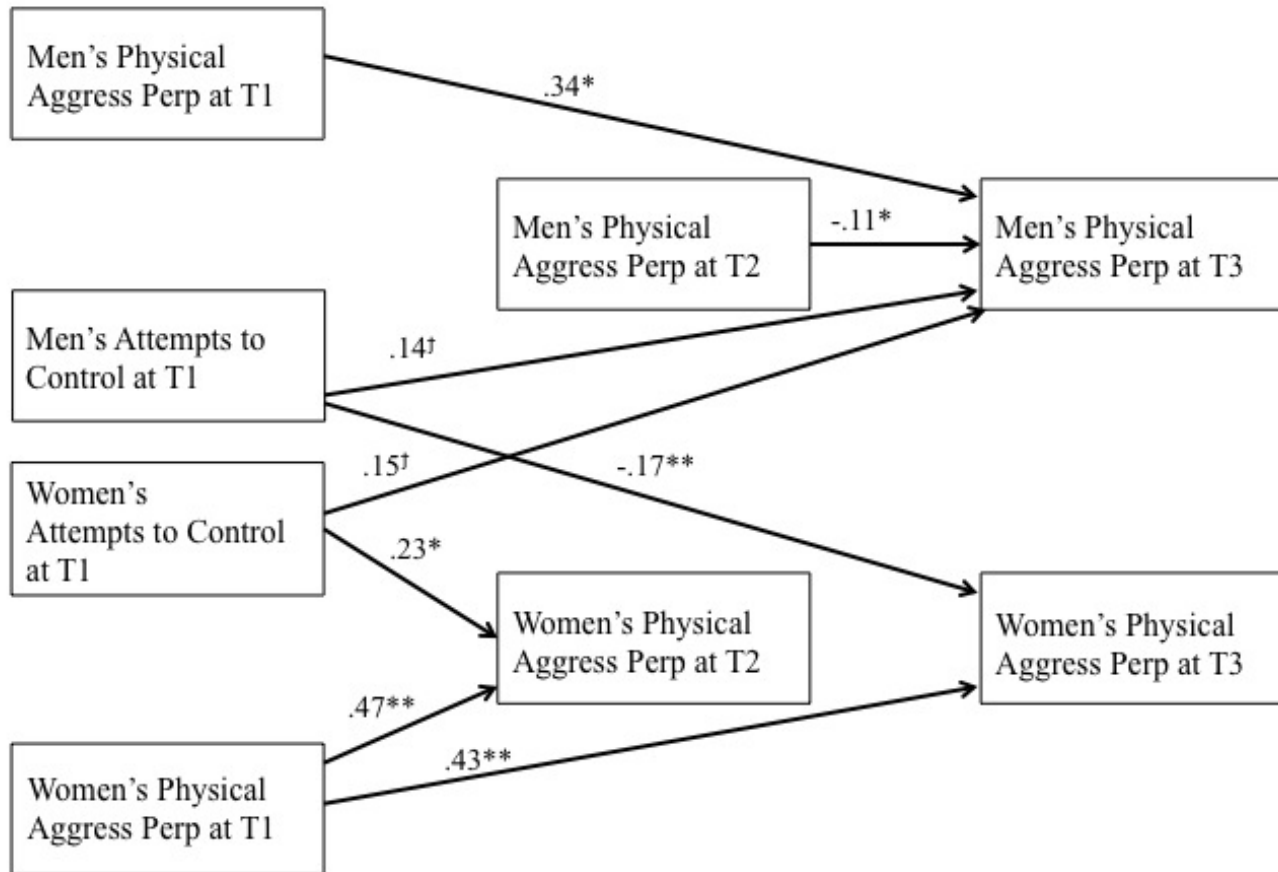 Men’s Physical
Aggress Perp at T1
.34*
Men’s Physical
Aggress Perp at T2
-.11*
Men’s Physical
Aggress Perp at T3
Men’s Attempts to
Control at T1
.14†
.15†
-.17**
Women’s
Attempts to Control
at T1
.23*
Women’s Physical
Aggress Perp at T2
Women’s Physical
Aggress Perp at T3
.47**
.43**
Women’s Physical
Aggress Perp at T1